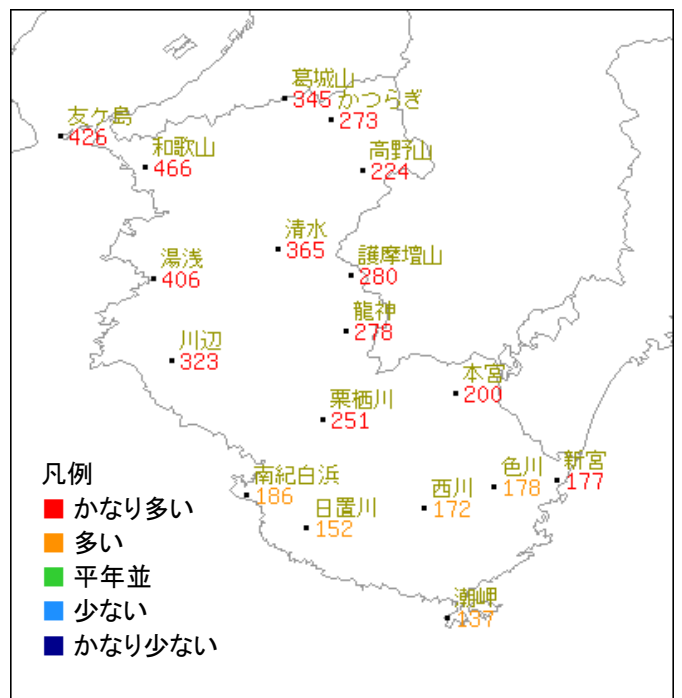 葛城山
345
かつらぎ
273
友ケ島
426
和歌山
466
高野山
224
清水
365
護摩壇山
280
湯浅
406
龍神
278
川辺
323
本宮
200
栗栖川
251
新宮
177
色川
178
南紀白浜
186
西川
172
日置川
152
潮岬
137
凡例
かなり多い
多い
平年並
少ない
かなり少ない